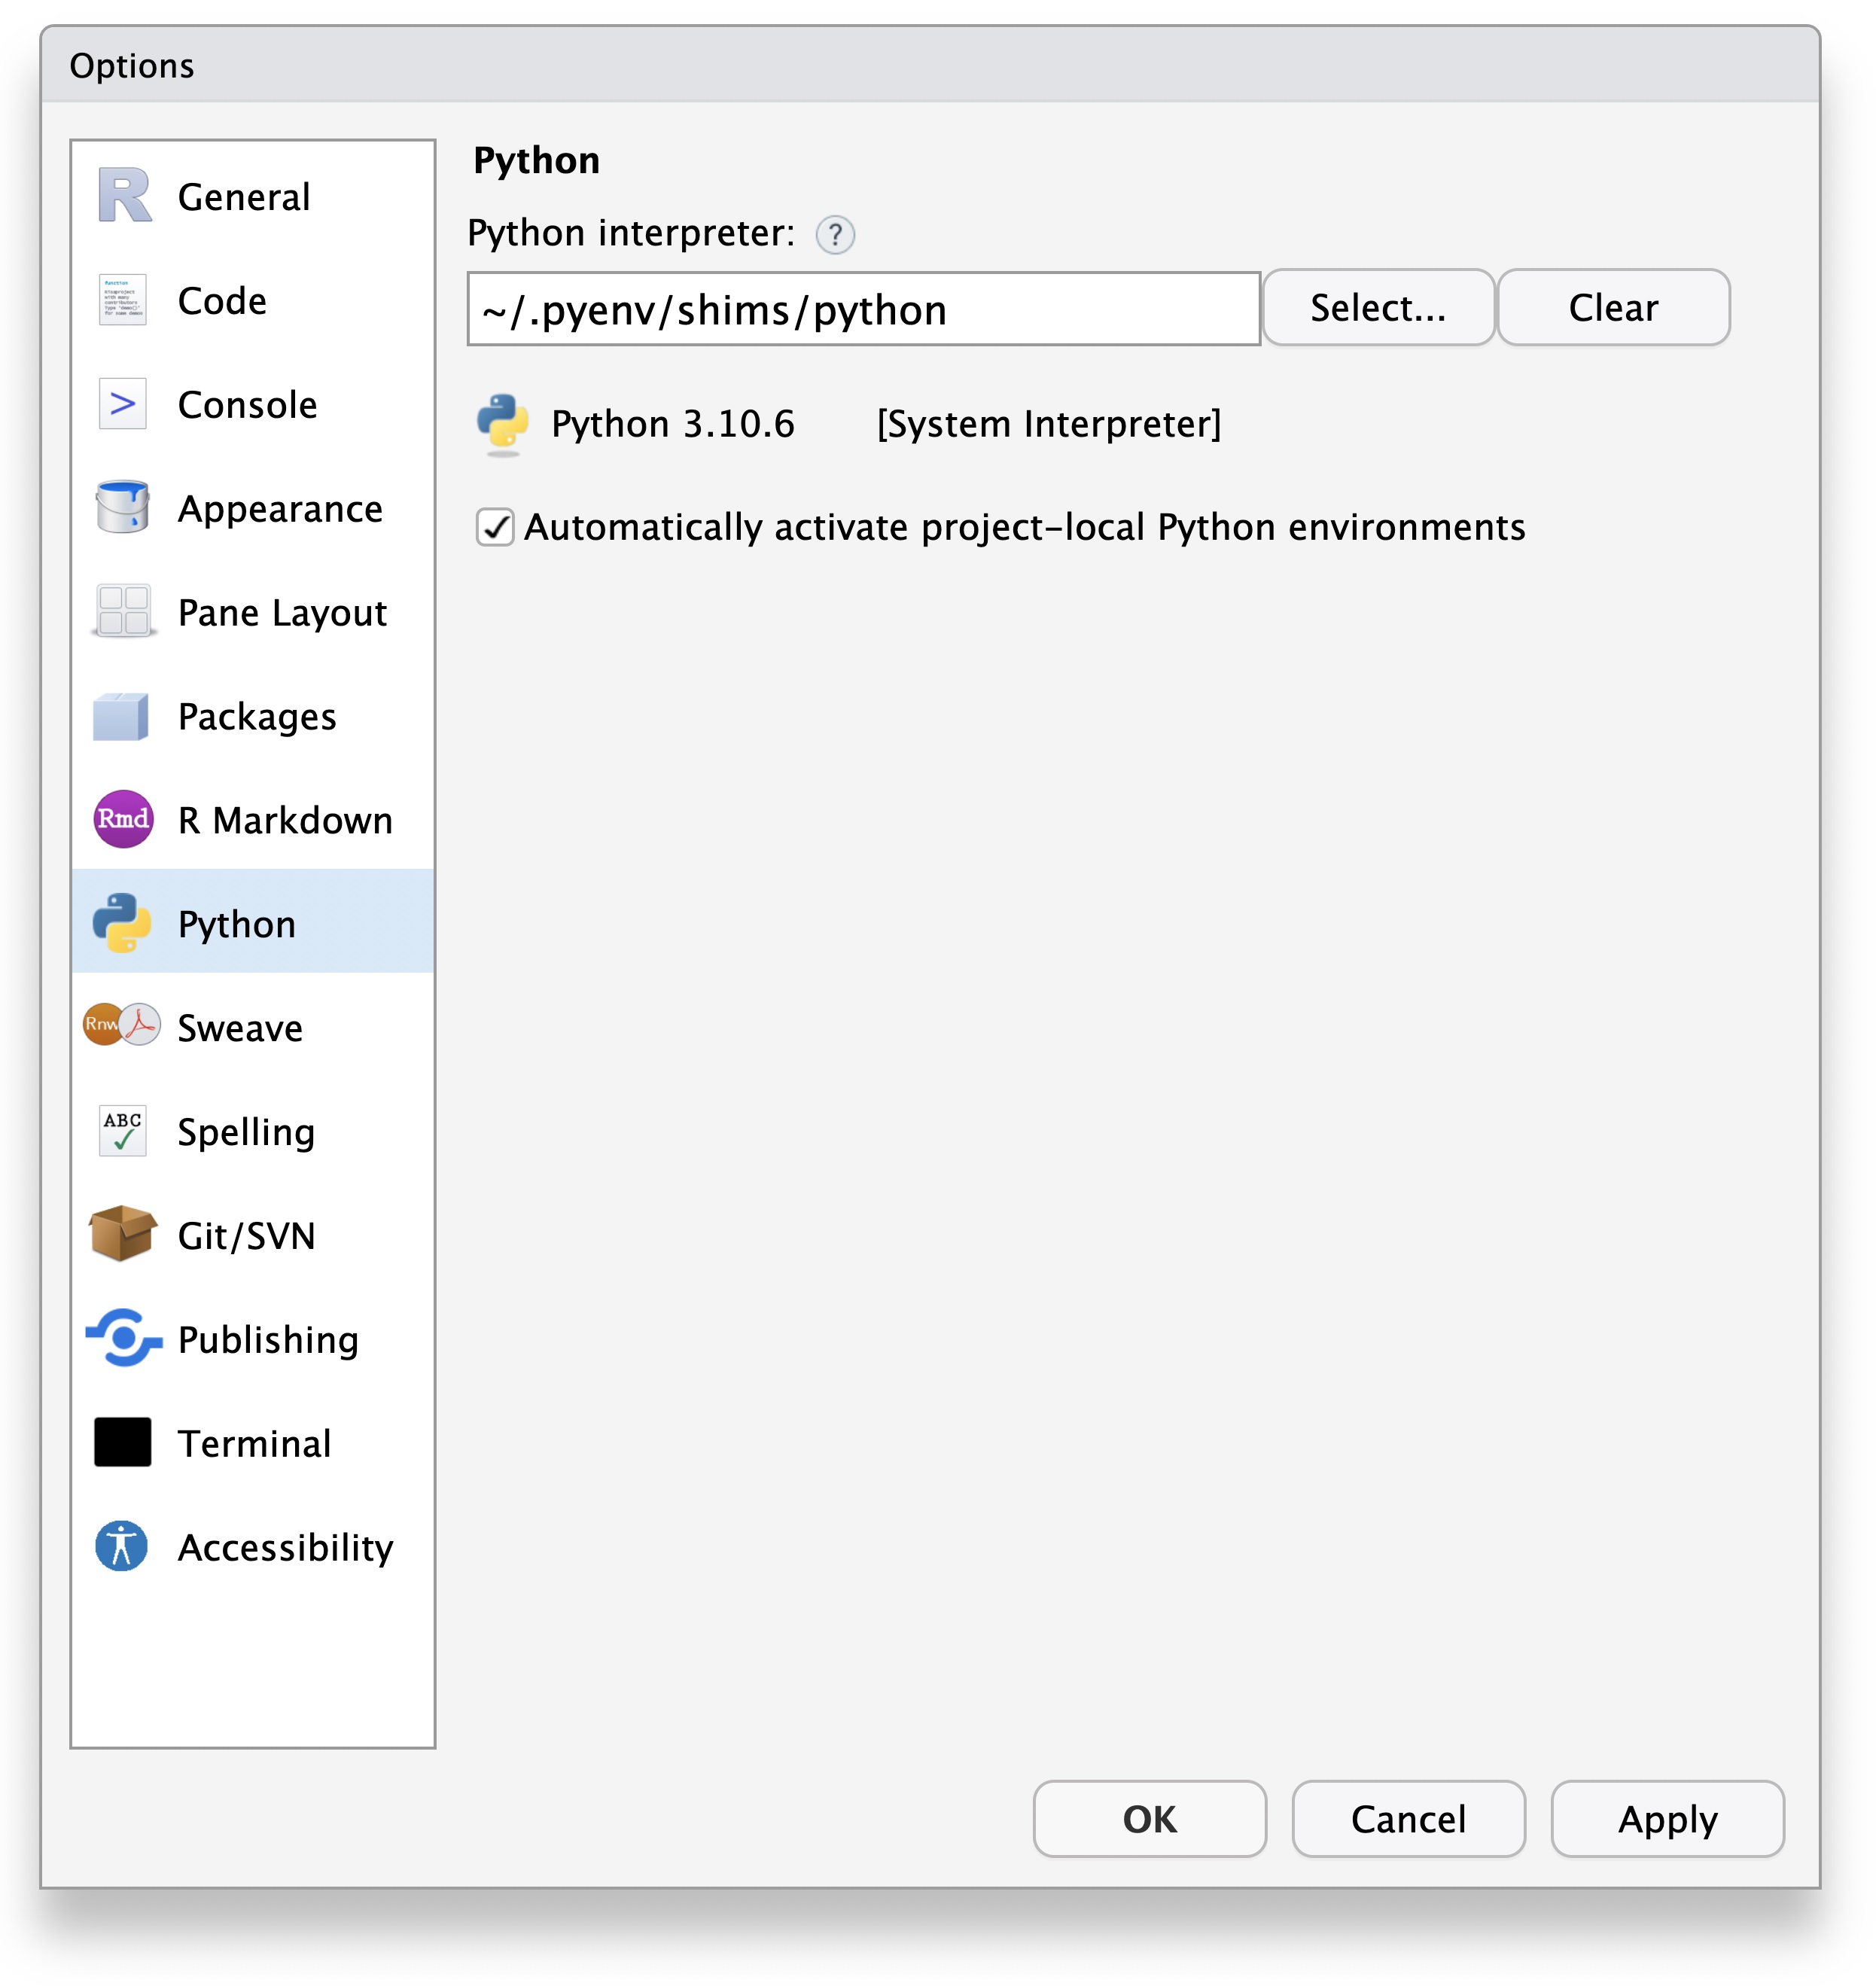 Options
General
Code
Console
Appearance
Pane Layout
Packages
Rmd R Markdown
Python
Rnw Sweave
ABC Spelling
Git/SVN
Publishing
Terminal
Accessibility
Python
Python interpreter: ?
~/.pyenv/shims/python Select... Clear
Python 3.10.6 [System Interpreter]
Automatically activate project-local Python environments
OK Cancel Apply